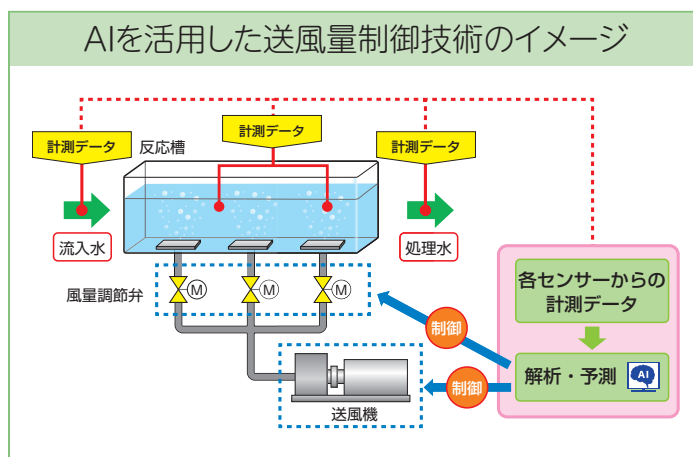 AIを活用した送風量制御技術のイメージ
計測データ
反応槽
計測データ
計測データ
流入水
処理水
風量調節弁
M
M
M
制御
制御
送風機
各センサーからの
計測データ
解析・予測
AI